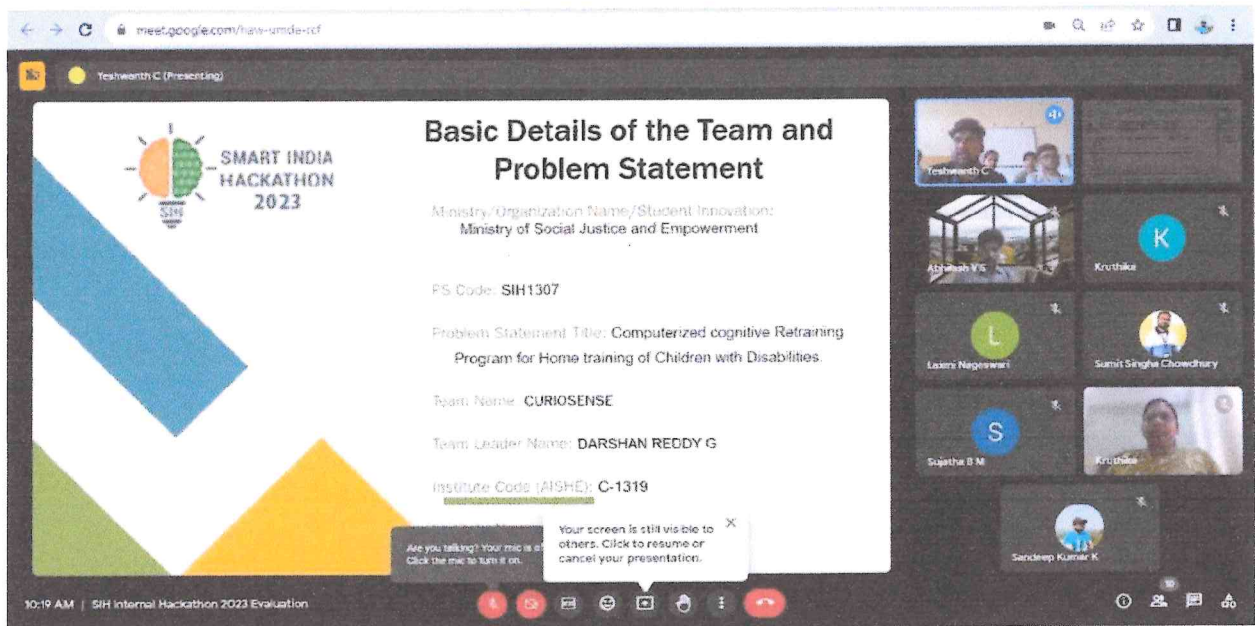 meet.google.com/haw-umde-rcf
Yeshwanth C (Presenting)
SMART INDIA
HACKATHON
2023
SIH
Basic Details of the Team and
Problem Statement
Ministry/Organization Name/Student Innovation:
Ministry of Social Justice and Empowerment
PS Code: SIH1307
Problem Statement Title: Computerized cognitive Retraining
Program for Home training of Children with Disabilities.
Team Name: CURIOSENSE
Team Leader Name: DARSHAN REDDY G
Institute Code (AISHE): C-1319
Are you talking? Your mic is
Click the mic to turn it on.
Your screen is still visible to
others. Click to resume or
cancel your presentation.
Yeshwanth C
Abhilash V S
K
Kruthika
L
Laxmi Nageswari
Sumit Singha Chowdhury
S
Sujatha B M
Kruthika
Sandeep Kumar K
10:19 AM | SIH Internal Hackathon 2023 Evaluation
10